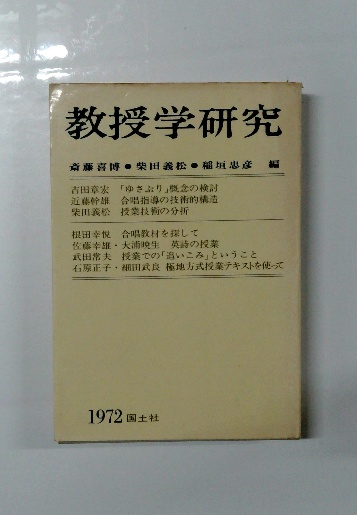 教授学研究
斎藤喜博●柴田義松●稲垣忠彦 編
吉田章宏 「ゆさぶり」概念の検討
近藤幹雄 合唱指導の技術的構造
柴田義松 授業技術の分析
根田幸悦 合唱教材を探して
佐藤幸雄・大浦暁生 英詩の授業
武田常夫 授業での「追いこみ」ということ
石原正子・細田武良 極地方式授業テキストを使って
1972 国土社